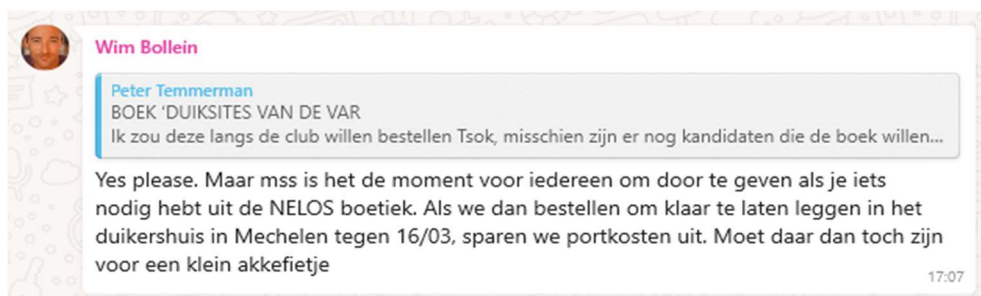 Wim Bollein
Peter Temmerman
BOEK 'DUIKSITES VAN DE VAR
Ik zou deze langs de club willen bestellen Tsok, misschien zijn er nog kandidaten die de boek willen...
Yes please. Maar mss is het de moment voor iedereen om door te geven als je iets
nodig hebt uit de NELOS boetiek. Als we dan bestellen om klaar te laten leggen in het
duikershuis in Mechelen tegen 16/03, sparen we portkosten uit. Moet daar dan toch zijn
voor een klein akkefietje
17:07